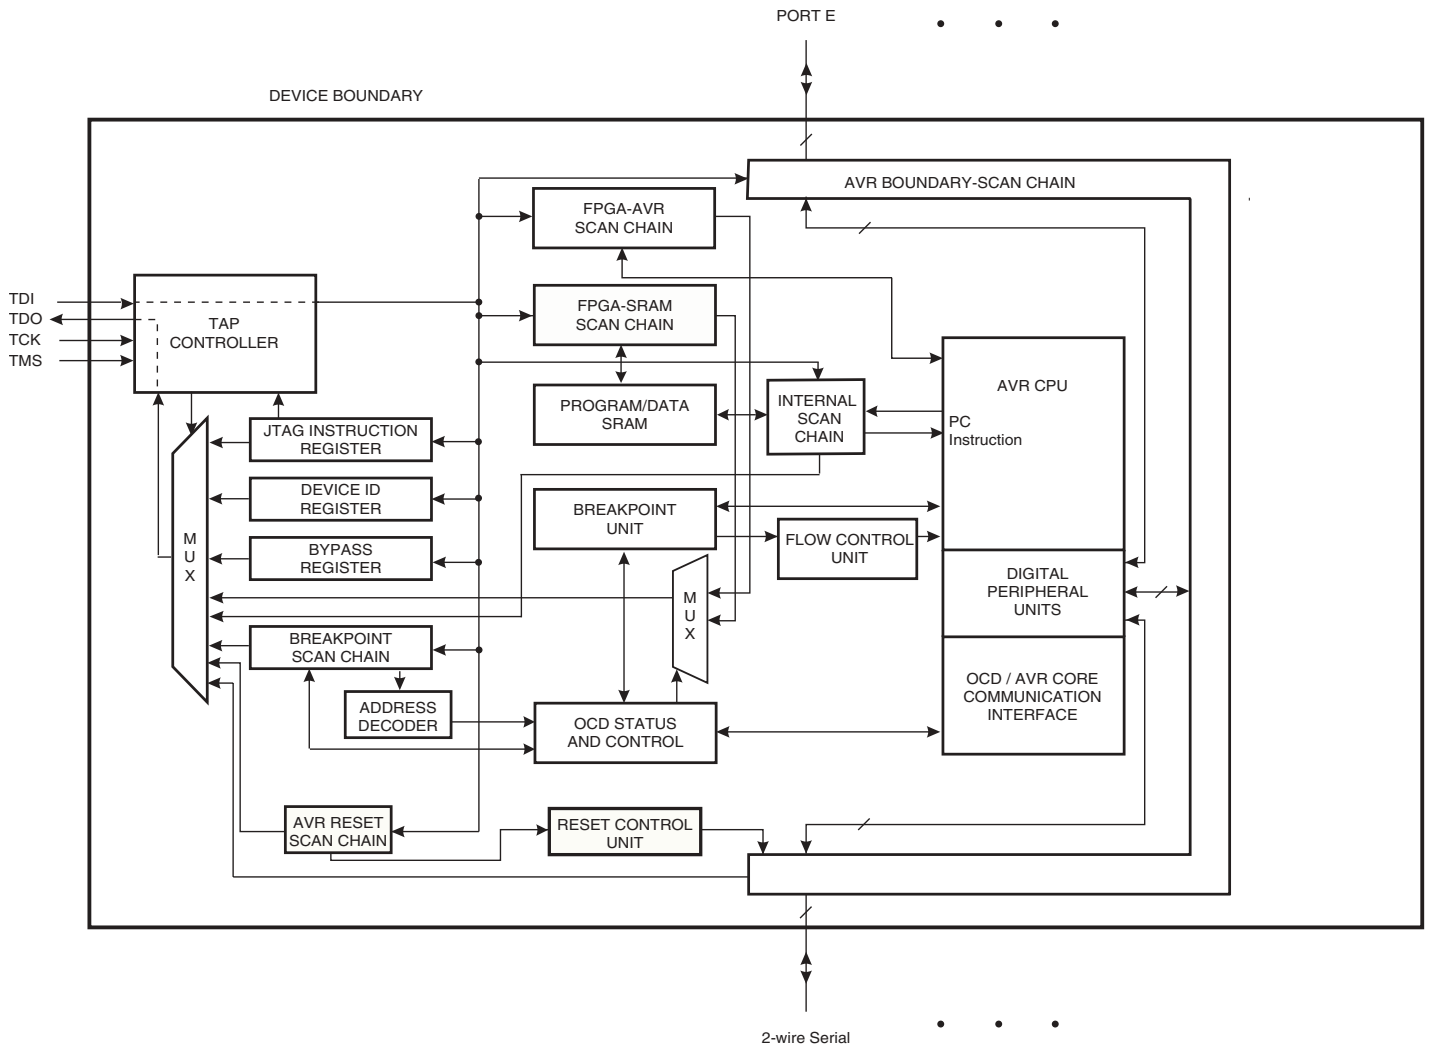 PORT E
DEVICE BOUNDARY
AVR BOUNDARY-SCAN CHAIN
FPGA-AVR
SCAN CHAIN
TDI
TDO
TCK
TMS
TAP
CONTROLLER
FPGA-SRAM
SCAN CHAIN
PROGRAM/DATA
SRAM
INTERNAL
SCAN
CHAIN
AVR CPU
PC
Instruction
JTAG INSTRUCTION
REGISTER
DEVICE ID
REGISTER
BYPASS
REGISTER
M
U
X
BREAKPOINT
UNIT
FLOW CONTROL
UNIT
M
U
X
DIGITAL
PERIPHERAL
UNITS
BREAKPOINT
SCAN CHAIN
ADDRESS
DECODER
OCD STATUS
AND CONTROL
OCD / AVR CORE
COMMUNICATION
INTERFACE
AVR RESET
SCAN CHAIN
RESET CONTROL
UNIT
2-wire Serial